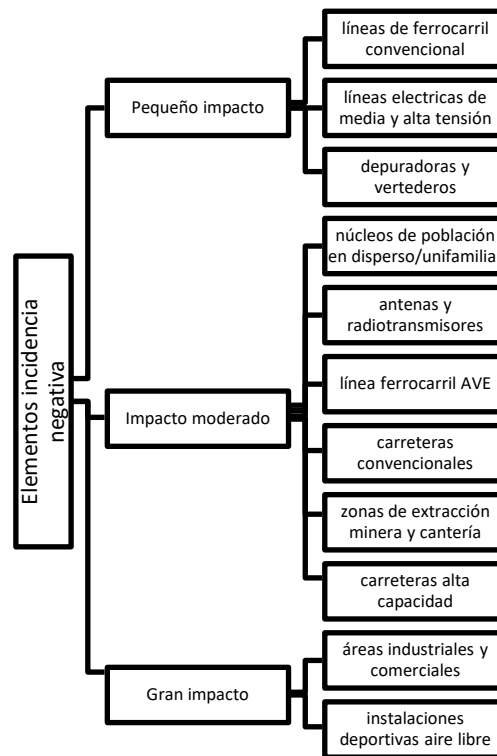 Elementos incidencia
negativa
Pequeño impacto
líneas de ferrocarril
convencional
líneas electricas de
media y alta tensión
depuradoras y
vertederos
Impacto moderado
núcleos de población
en disperso/unifamilia
antenas y
radiotransmisores
línea ferrocarril AVE
carreteras
convencionales
zonas de extracción
minera y cantería
carreteras alta
capacidad
Gran impacto
áreas industriales y
comerciales
instalaciones
deportivas aire libre